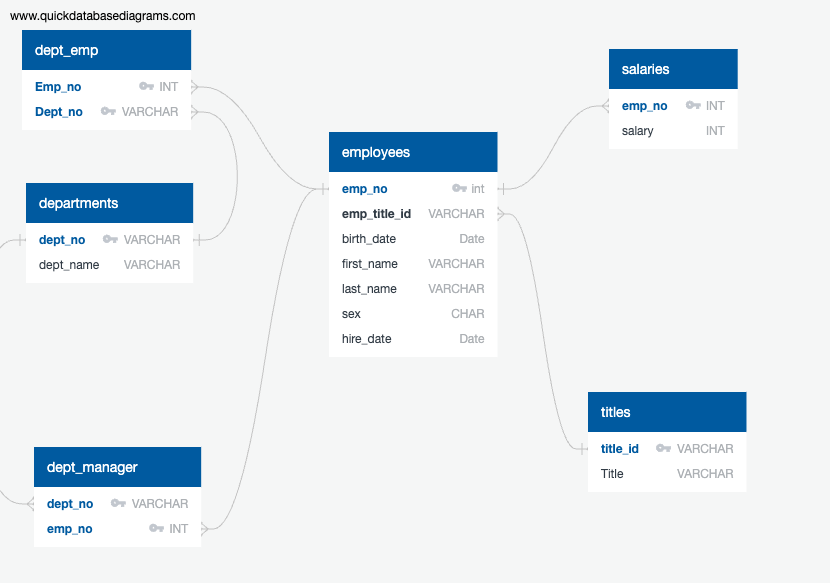 www.quickdatabasediagrams.com
dept_emp
Emp_no INT
Dept_no VARCHAR
departments
dept_no VARCHAR
dept_name VARCHAR
dept_manager
dept_no VARCHAR
emp_no INT
employees
emp_no int
emp_title_id VARCHAR
birth_date Date
first_name VARCHAR
last_name VARCHAR
sex CHAR
hire_date Date
salaries
emp_no INT
salary INT
titles
title_id VARCHAR
Title VARCHAR